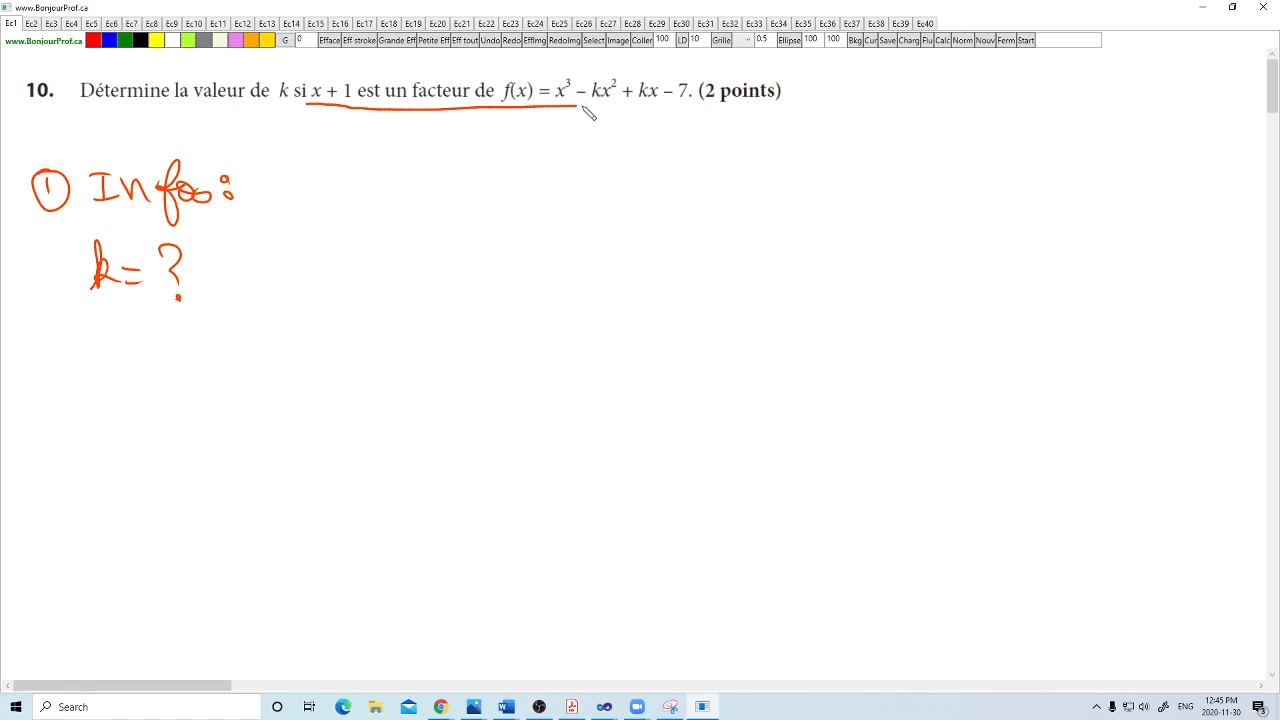 www.BonjourProf.ca
Ec1 Ec2 Ec3 Ec4 Ec5 Ec6 Ec7 Ec8 Ec9 Ec10 Ec11 Ec12 Ec13 Ec14 Ec15 Ec16 Ec17 Ec18 Ec19 Ec20 Ec21 Ec22 Ec23 Ec24 Ec25 Ec26 Ec27 Ec28 Ec29 Ec30 Ec31 Ec32 Ec33 Ec34 Ec35 Ec36 Ec37 Ec38 Ec39 Ec40
www.BonjourProf.ca G 0 Efface Eff stroke Grande Eff Petite Eff Eff tout Undo Redo EffImg RedoImg Select Image Coller 100 LD 10 Grille 0.5 Ellipse 100 100 Bkg Cur Save Charg Flu Calc Norm Nouv Ferm Start
10. Détermine la valeur de k si x + 1 est un facteur de f(x) = x³ – kx² + kx – 7. (2 points)
① Infos:
k = ?
Search ENG 12:45 PM
2020-11-30